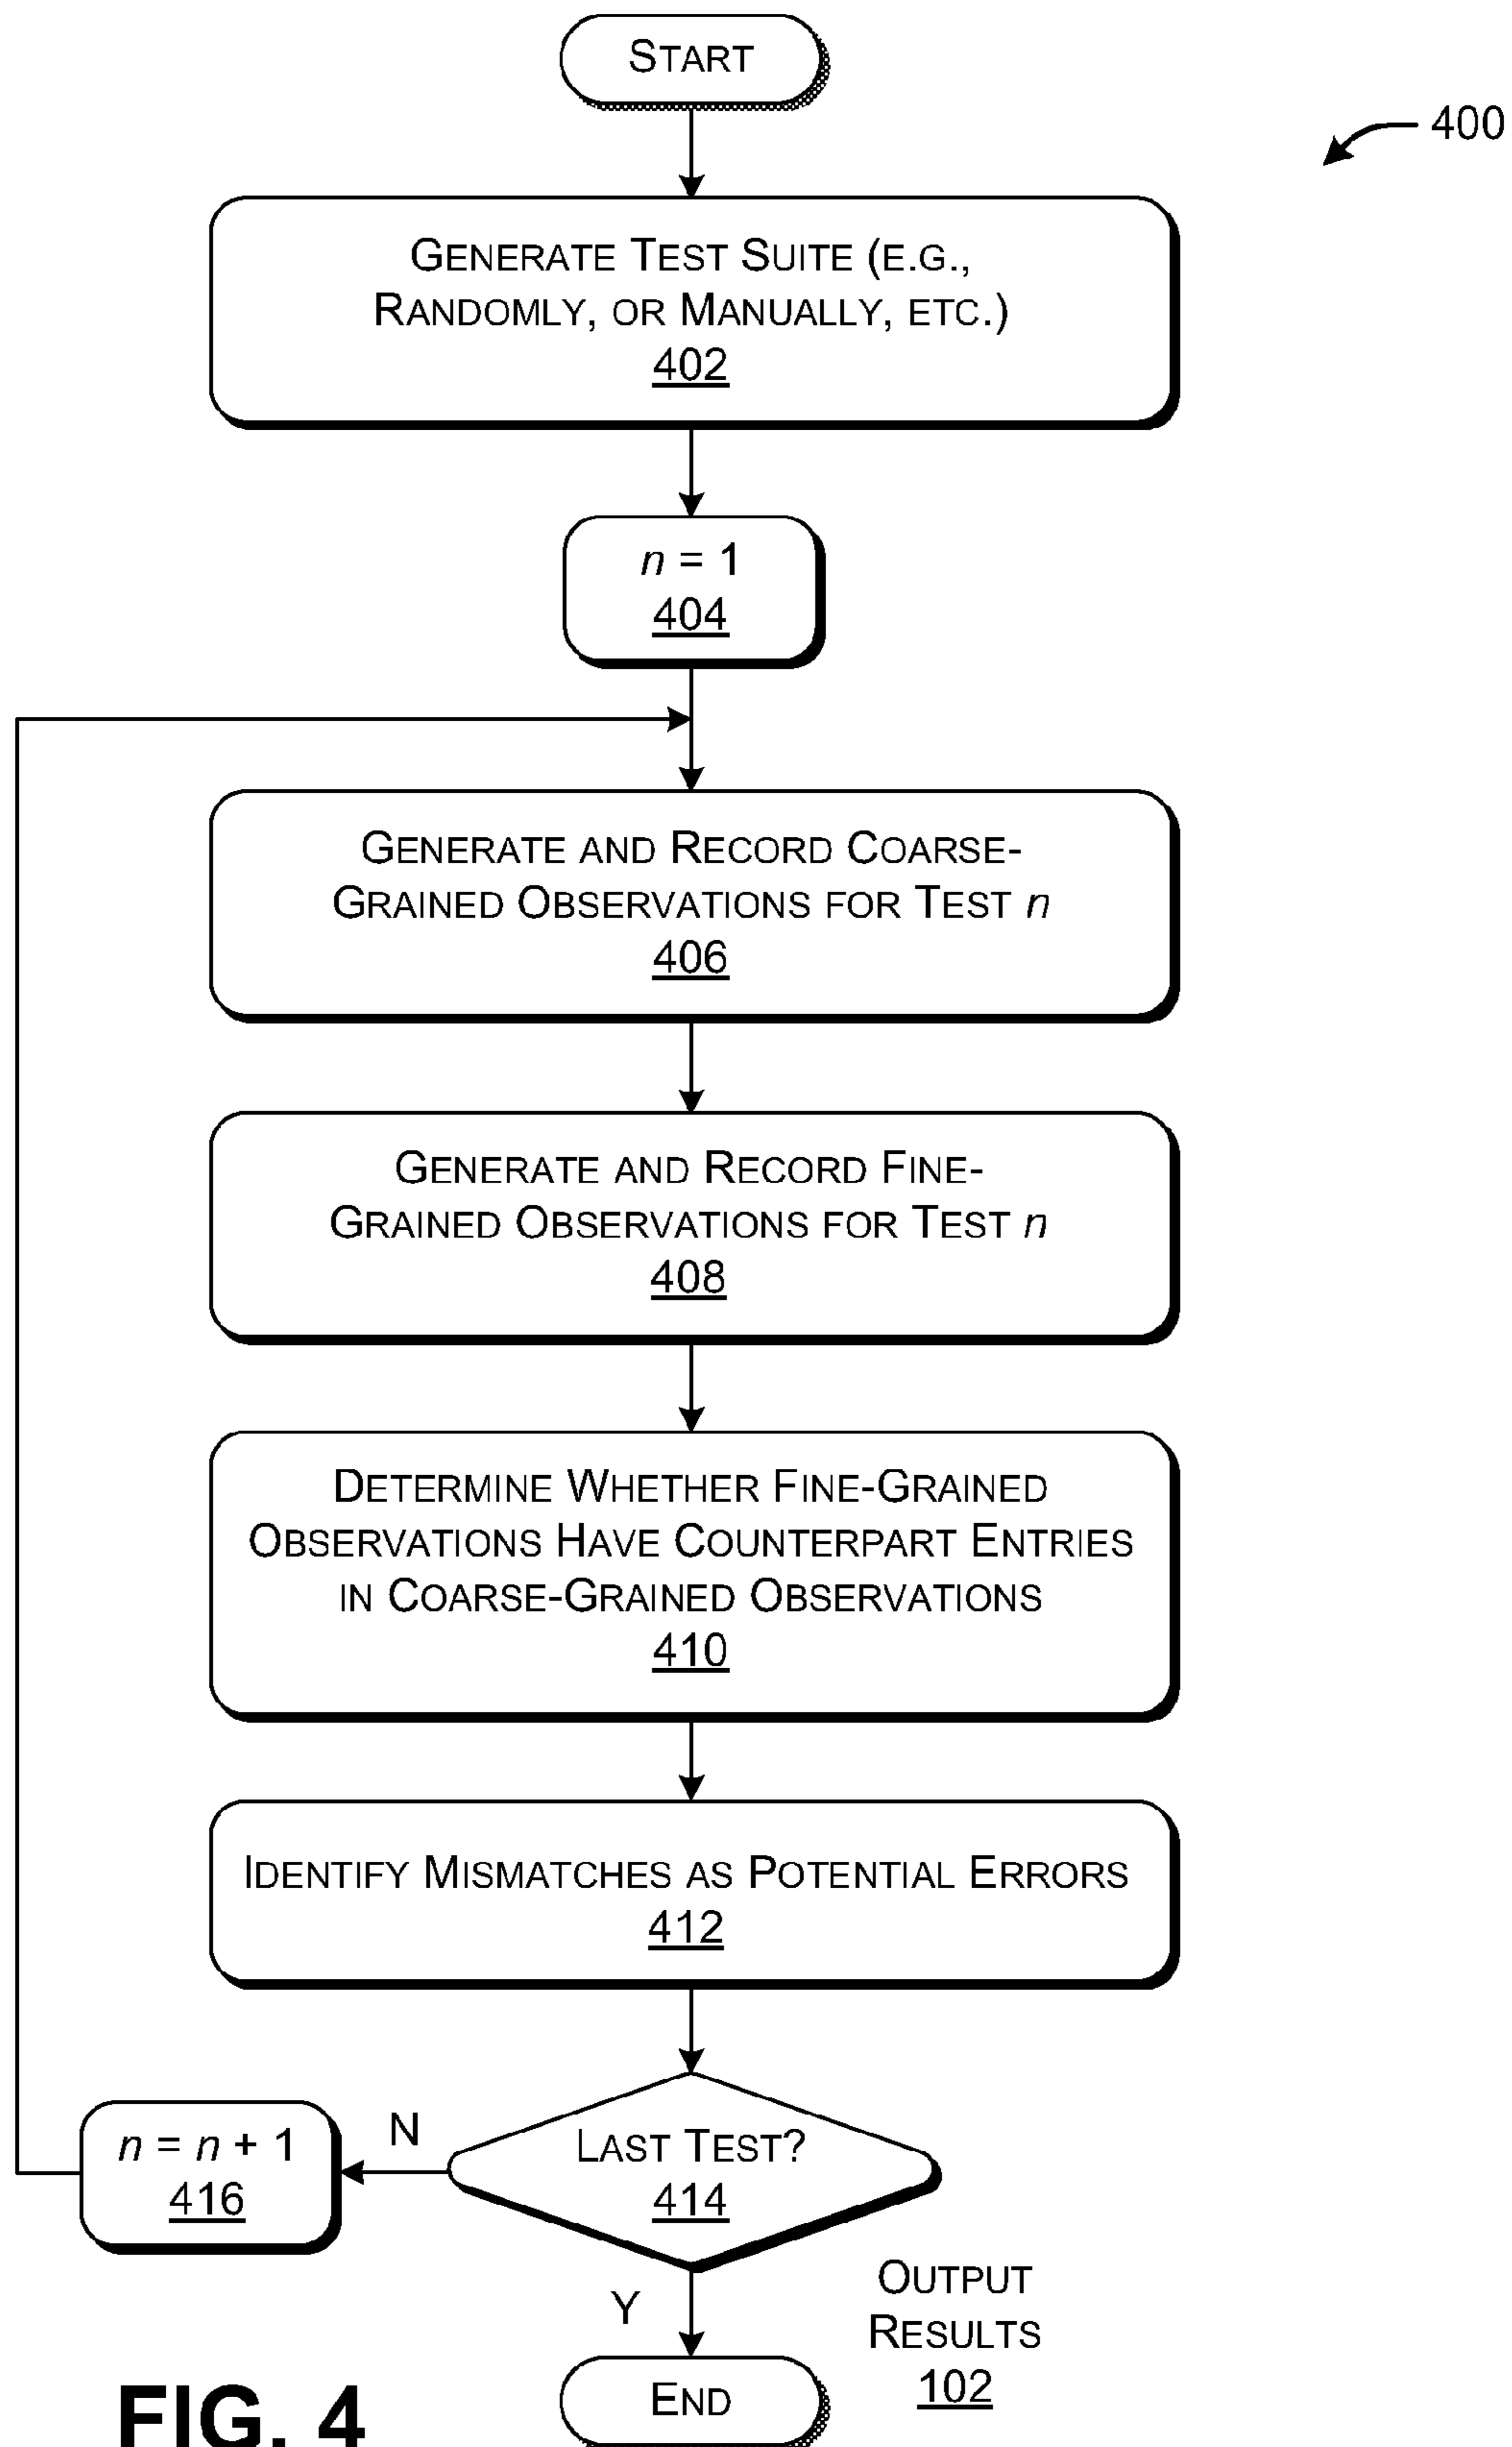 START
400
GENERATE TEST SUITE (E.G.,
RANDOMLY, OR MANUALLY, ETC.)
402
n = 1
404
GENERATE AND RECORD COARSE-
GRAINED OBSERVATIONS FOR TEST n
406
GENERATE AND RECORD FINE-
GRAINED OBSERVATIONS FOR TEST n
408
DETERMINE WHETHER FINE-GRAINED
OBSERVATIONS HAVE COUNTERPART ENTRIES
IN COARSE-GRAINED OBSERVATIONS
410
IDENTIFY MISMATCHES AS POTENTIAL ERRORS
412
LAST TEST?
414
N
n = n + 1
416
Y
OUTPUT
RESULTS
102
END
FIG. 4